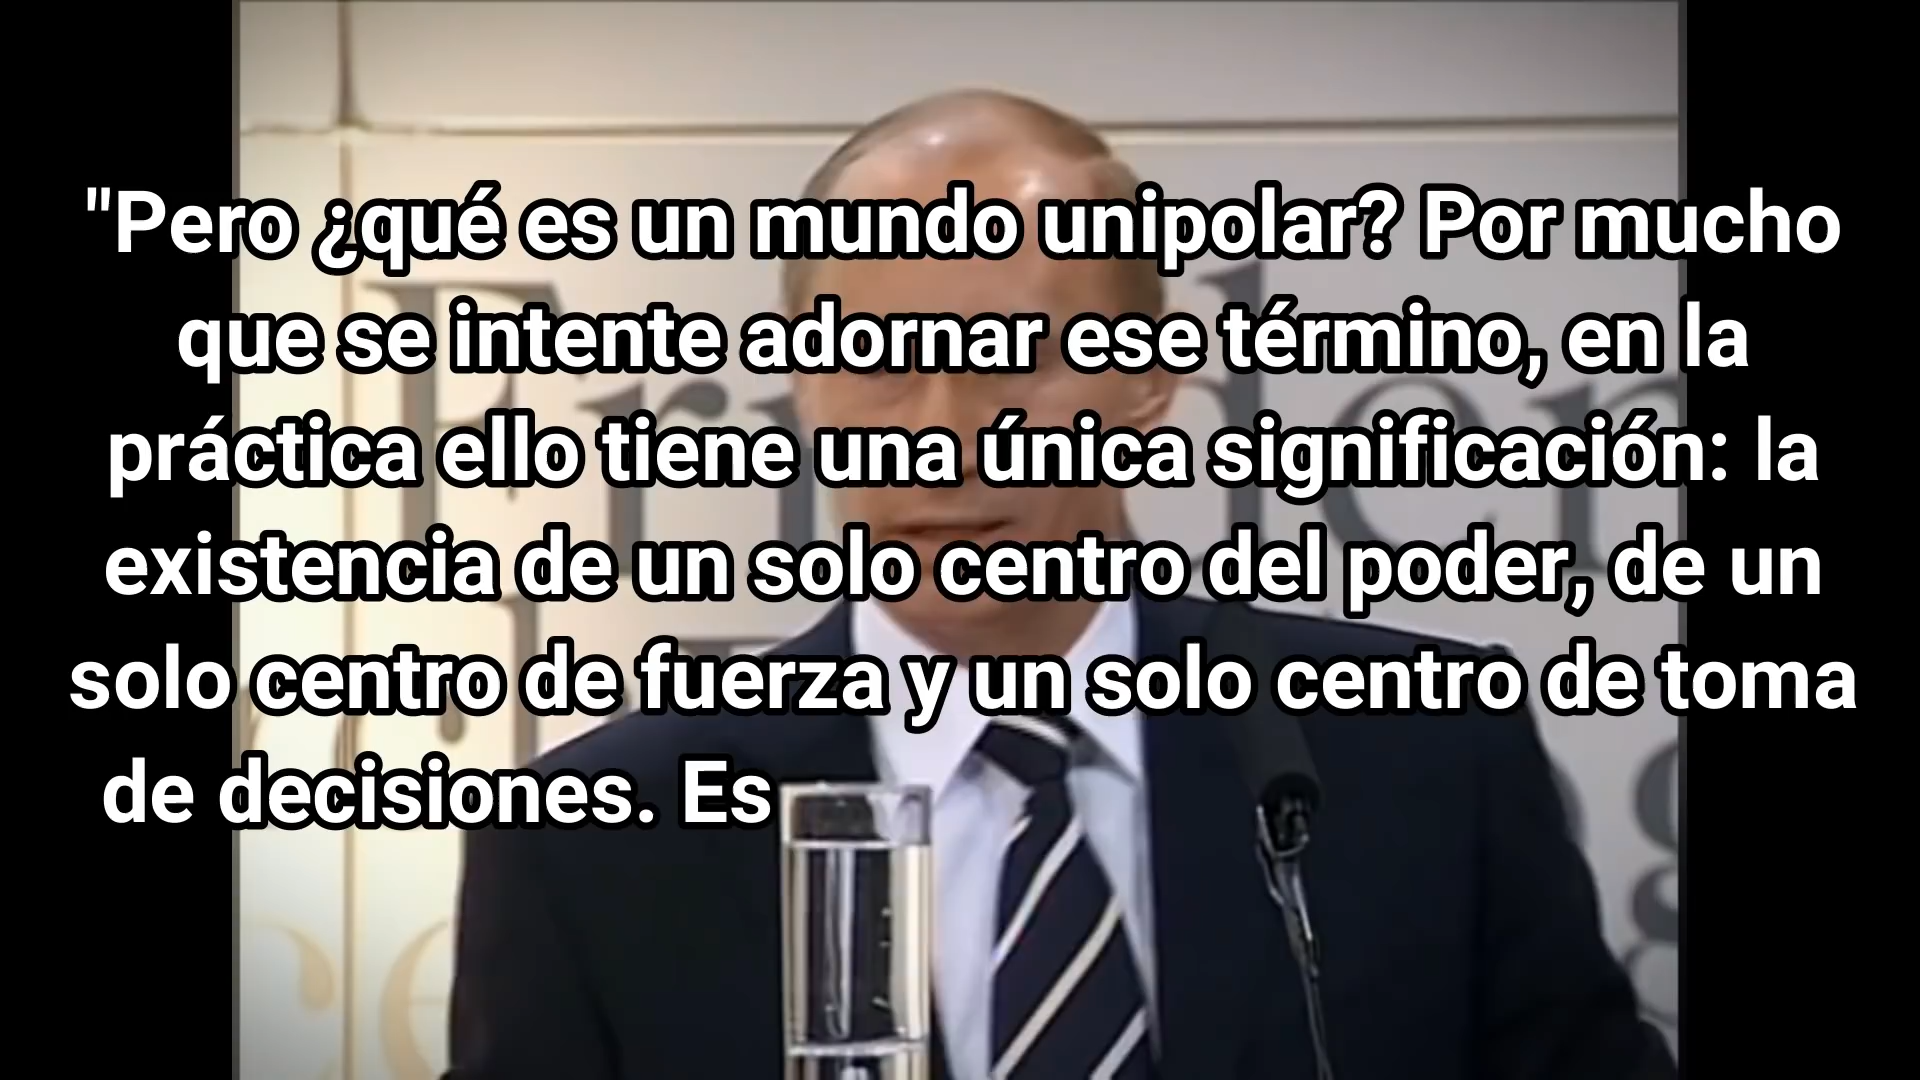 "Pero ¿qué es un mundo unipolar? Por mucho
que se intente adornar ese término, en la
práctica ello tiene una única significación: la
existencia de un solo centro del poder, de un
solo centro de fuerza y un solo centro de toma
de decisiones. Es